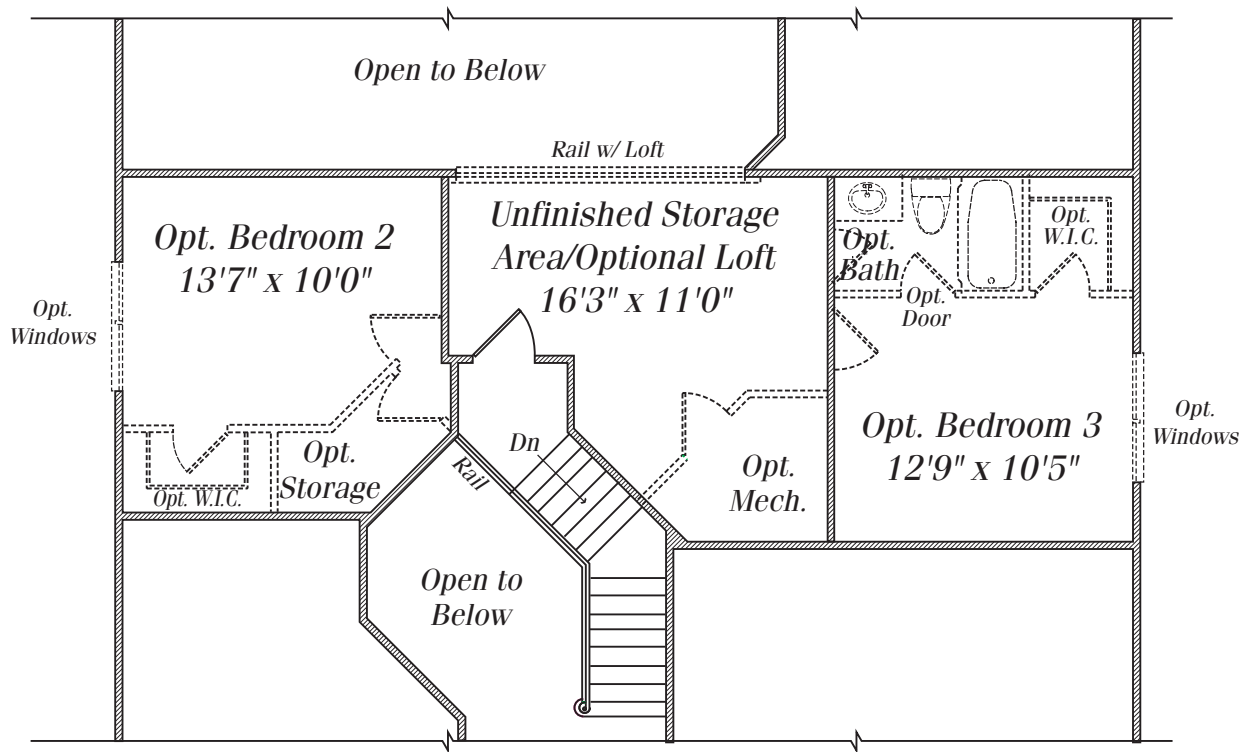 Open to Below
Rail w/ Loft
Opt. Bedroom 2
13'7" x 10'0"
Unfinished Storage
Area/Optional Loft
16'3" x 11'0"
Opt.
Bath
Opt.
W.I.C.
Opt.
Door
Opt.
Windows
Opt. Bedroom 3
12'9" x 10'5"
Opt.
Windows
Dn
Rail
Opt.
Storage
Opt. W.I.C.
Opt.
Mech.
Open to
Below